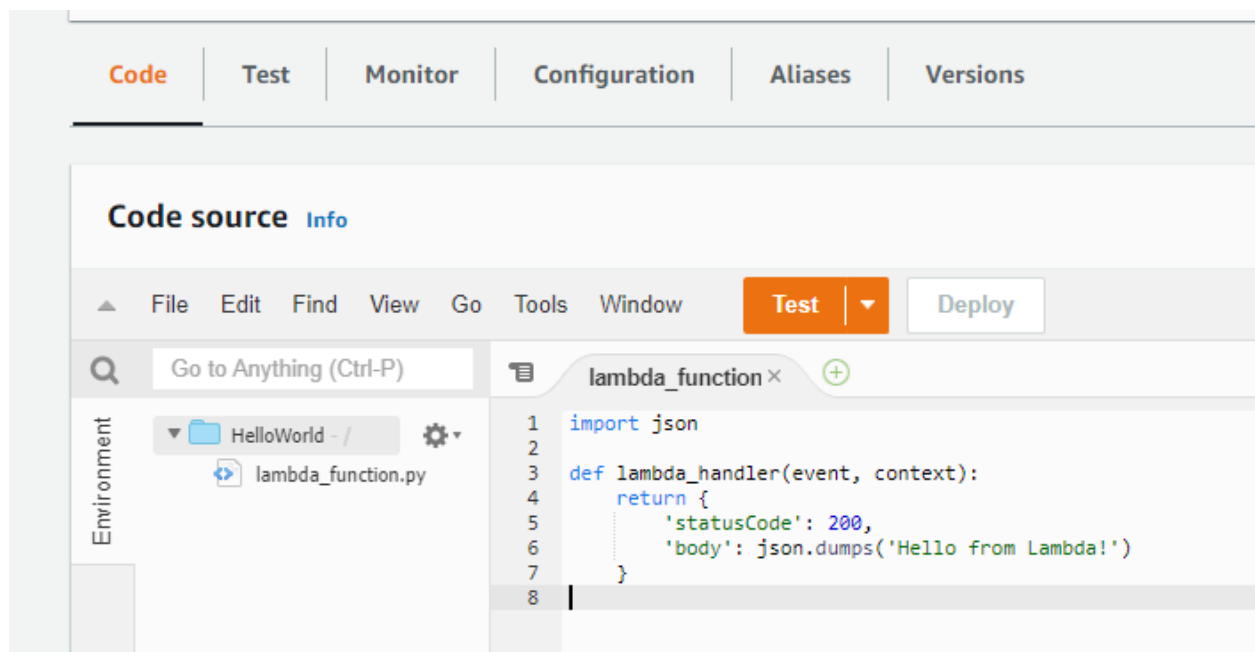 Code Test Monitor Configuration Aliases Versions
Code source Info
File Edit Find View Go Tools Window Test Deploy
Go to Anything (Ctrl-P)
lambda_function
Environment
HelloWorld - /
lambda_function.py
1 import json
2
3 def lambda_handler(event, context):
4     return {
5         'statusCode': 200,
6         'body': json.dumps('Hello from Lambda!')
7     }
8